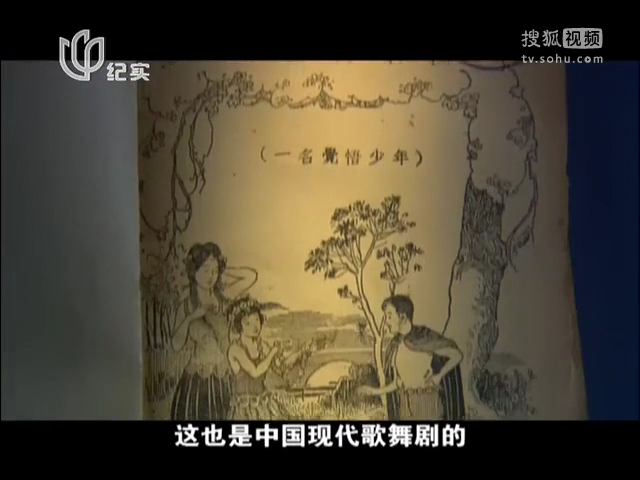 纪实
搜狐视频
tv.sohu.com
（一名覺悟少年）
这也是中国现代歌舞剧的